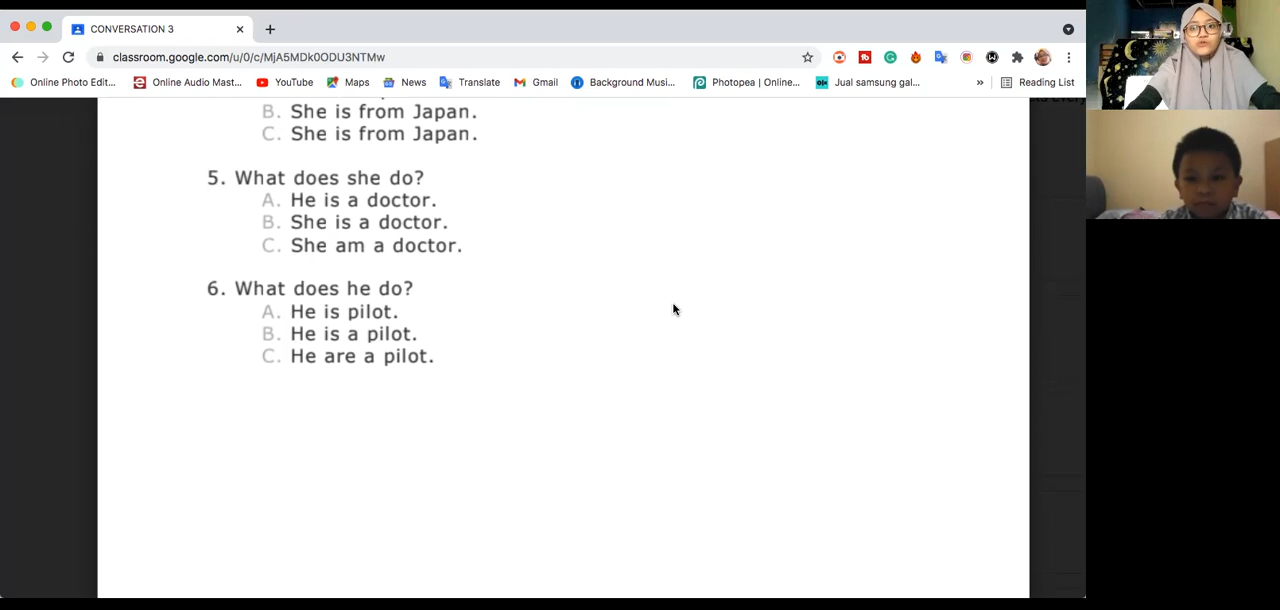 CONVERSATION 3
classroom.google.com/u/0/c/MjA5MDk0ODU3NTMw
Online Photo Edit...
Online Audio Mast...
YouTube
Maps
News
Translate
Gmail
Background Musi...
Photopea | Online...
Jual samsung gal...
»
Reading List
B. She is from Japan.
C. She is from Japan.
5. What does she do?
A. He is a doctor.
B. She is a doctor.
C. She am a doctor.
6. What does he do?
A. He is pilot.
B. He is a pilot.
C. He are a pilot.